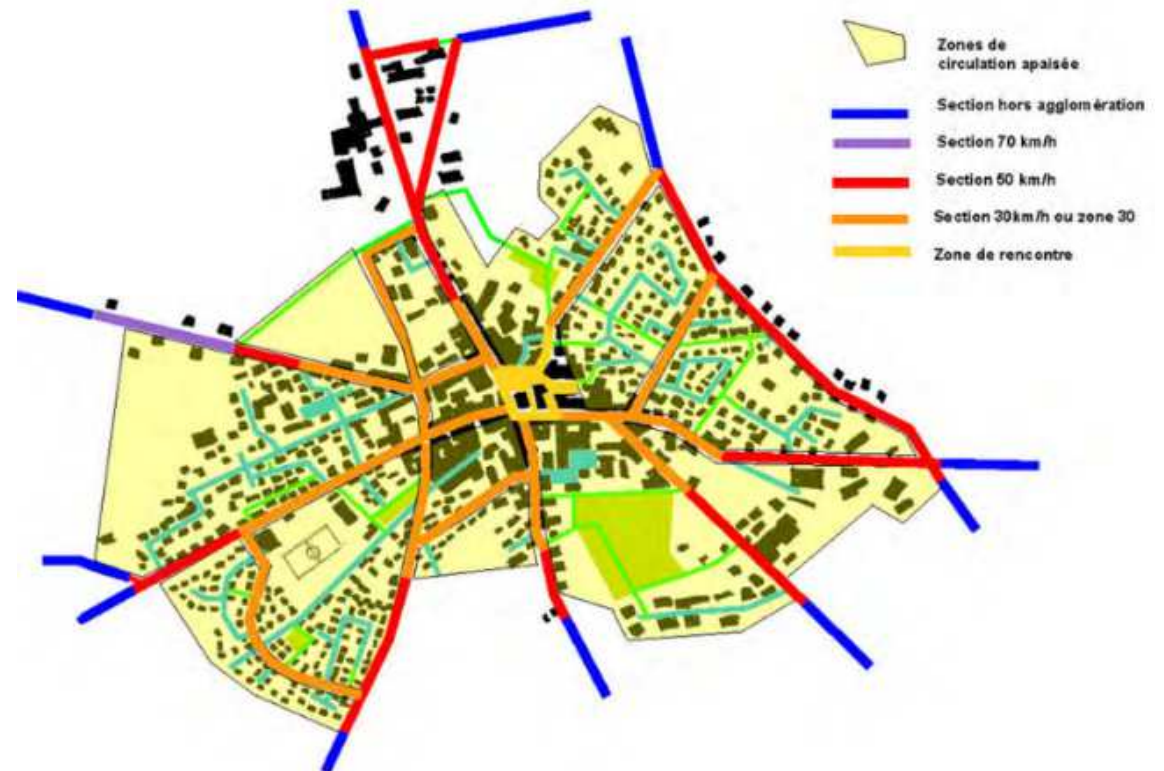 Zones de
circulation apaisée
Section hors agglomération
Section 70 km/h
Section 50 km/h
Section 30km/h ou zone 30
Zone de rencontre